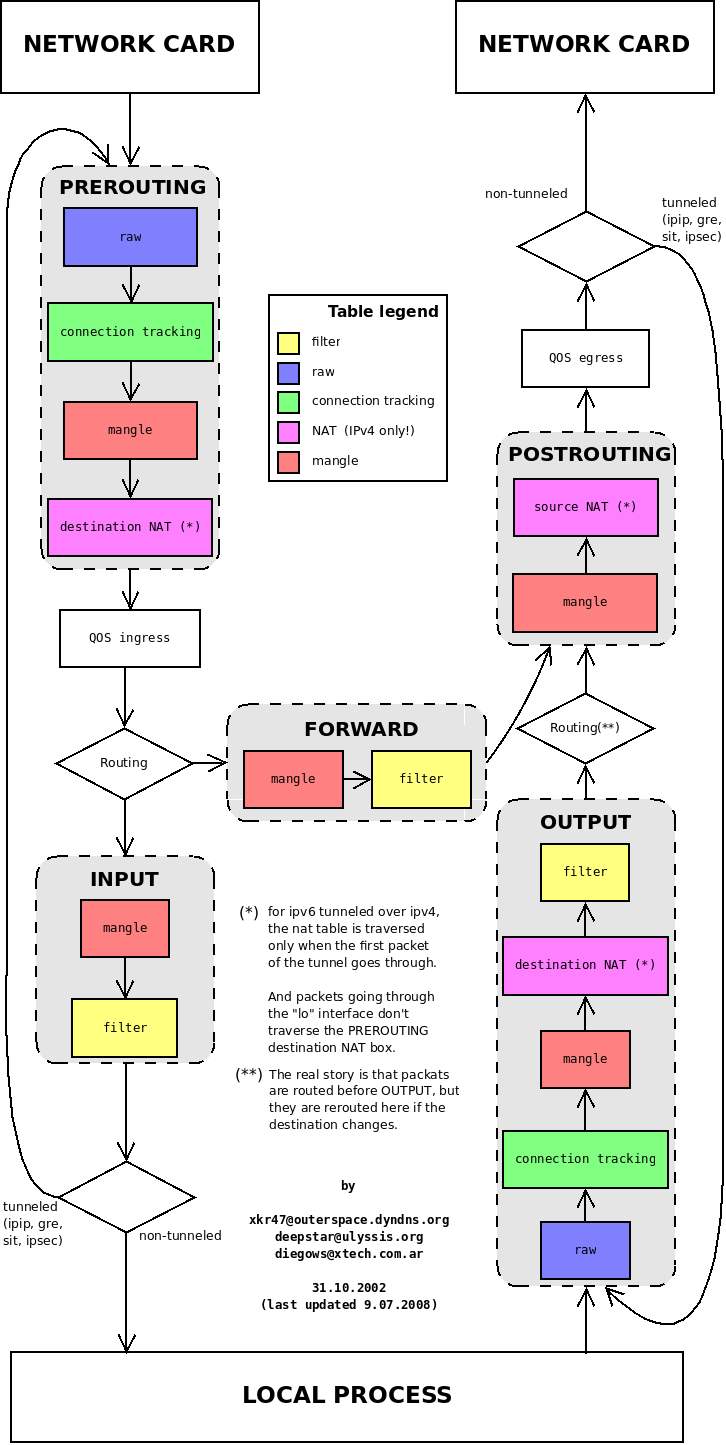 NETWORK CARD
NETWORK CARD
PREROUTING
raw
connection tracking
mangle
destination NAT (*)
QOS ingress
Routing
INPUT
mangle
filter
tunneled
(ipip, gre,
sit, ipsec)
non-tunneled
Table legend
filter
raw
connection tracking
NAT (IPv4 only!)
mangle
FORWARD
mangle
filter
non-tunneled
tunneled
(ipip, gre,
sit, ipsec)
QOS egress
POSTROUTING
source NAT (*)
mangle
Routing(**)
OUTPUT
filter
destination NAT (*)
mangle
connection tracking
raw
(*) for ipv6 tunneled over ipv4,
the nat table is traversed
only when the first packet
of the tunnel goes through.
And packets going through
the "lo" interface don't
traverse the PREROUTING
destination NAT box.
(**) The real story is that packats
are routed before OUTPUT, but
they are rerouted here if the
destination changes.
by
xkr47@outerspace.dyndns.org
deepstar@ulyssis.org
diegows@xtech.com.ar
31.10.2002
(last updated 9.07.2008)
LOCAL PROCESS